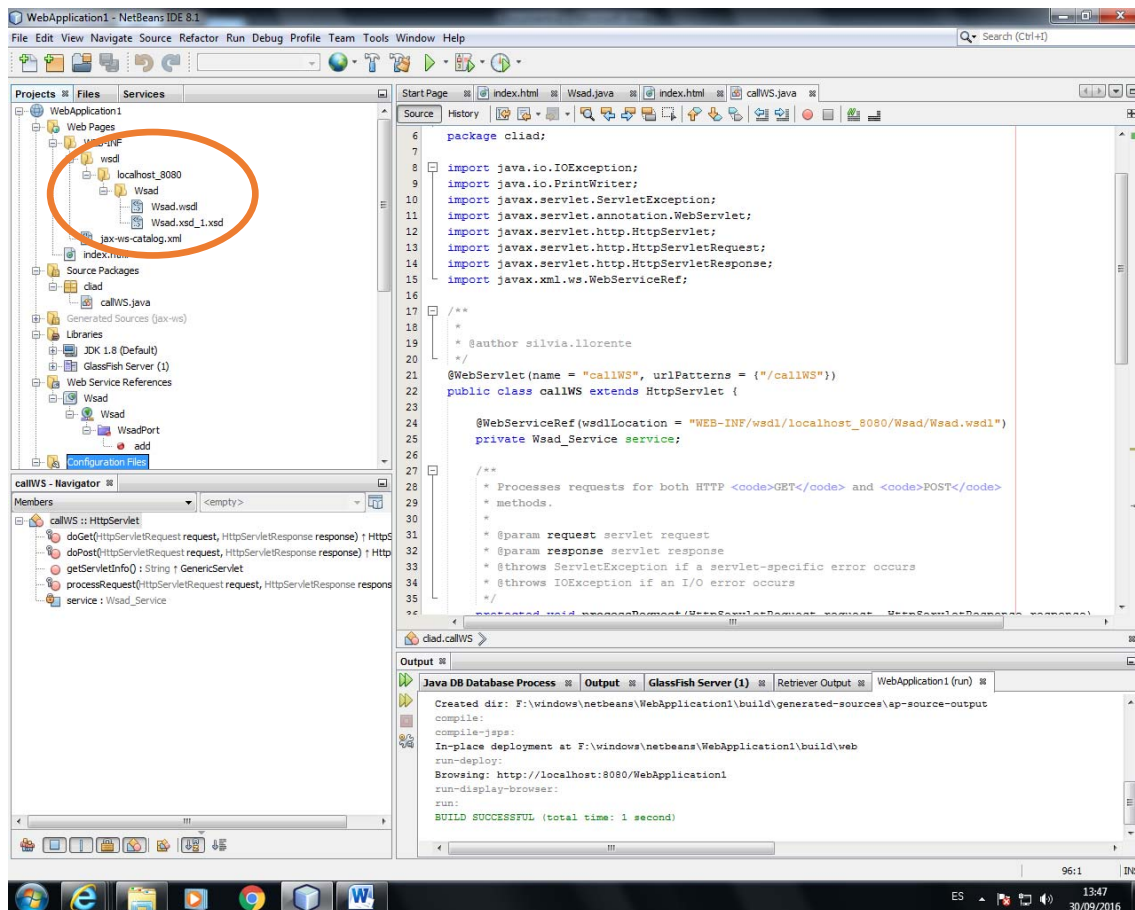 WebApplication1 - NetBeans IDE 8.1
File Edit View Navigate Source Refactor Run Debug Profile Team Tools Window Help
Search (Ctrl+I)
Projects Files Services
WebApplication1
Web Pages
WEB-INF
wsdl
localhost_8080
Wsad
Wsad.wsdl
Wsad.xsd_1.xsd
jax-ws-catalog.xml
index.html
Source Packages
cliad
callWS.java
Generated Sources (jax-ws)
Libraries
JDK 1.8 (Default)
GlassFish Server (1)
Web Service References
Wsad
Wsad
WsadPort
add
Configuration Files
callWS - Navigator
Members <empty>
callWS :: HttpServlet
doGet(HttpServletRequest request, HttpServletResponse response) ↑ HttpS
doPost(HttpServletRequest request, HttpServletResponse response) ↑ Http
getServletInfo() : String ↑ GenericServlet
processRequest(HttpServletRequest request, HttpServletResponse respons
service : Wsad_Service
Start Page index.html Wsad.java index.html callWS.java
Source History
6 package cliad;
7
8 import java.io.IOException;
9 import java.io.PrintWriter;
10 import javax.servlet.ServletException;
11 import javax.servlet.annotation.WebServlet;
12 import javax.servlet.http.HttpServlet;
13 import javax.servlet.http.HttpServletRequest;
14 import javax.servlet.http.HttpServletResponse;
15 import javax.xml.ws.WebServiceRef;
16
17 /**
18 *
19 * @author silvia.llorente
20 */
21 @WebServlet(name = "callWS", urlPatterns = {"/callWS"})
22 public class callWS extends HttpServlet {
23
24 @WebServiceRef(wsdlLocation = "WEB-INF/wsdl/localhost_8080/Wsad/Wsad.wsdl")
25 private Wsad_Service service;
26
27 /**
28 * Processes requests for both HTTP <code>GET</code> and <code>POST</code>
29 * methods.
30 *
31 * @param request servlet request
32 * @param response servlet response
33 * @throws ServletException if a servlet-specific error occurs
34 * @throws IOException if an I/O error occurs
35 */
36 protected void processRequest(HttpServletRequest request, HttpServletResponse response)
cliad.callWS
Output
Java DB Database Process Output GlassFish Server (1) Retriever Output WebApplication1 (run)
Created dir: F:\windows\netbeans\WebApplication1\build\generated-sources\ap-source-output
compile:
compile-jsps:
In-place deployment at F:\windows\netbeans\WebApplication1\build\web
run-deploy:
Browsing: http://localhost:8080/WebApplication1
run-display-browser:
run:
BUILD SUCCESSFUL (total time: 1 second)
96:1 INS
ES 13:47
30/09/2016